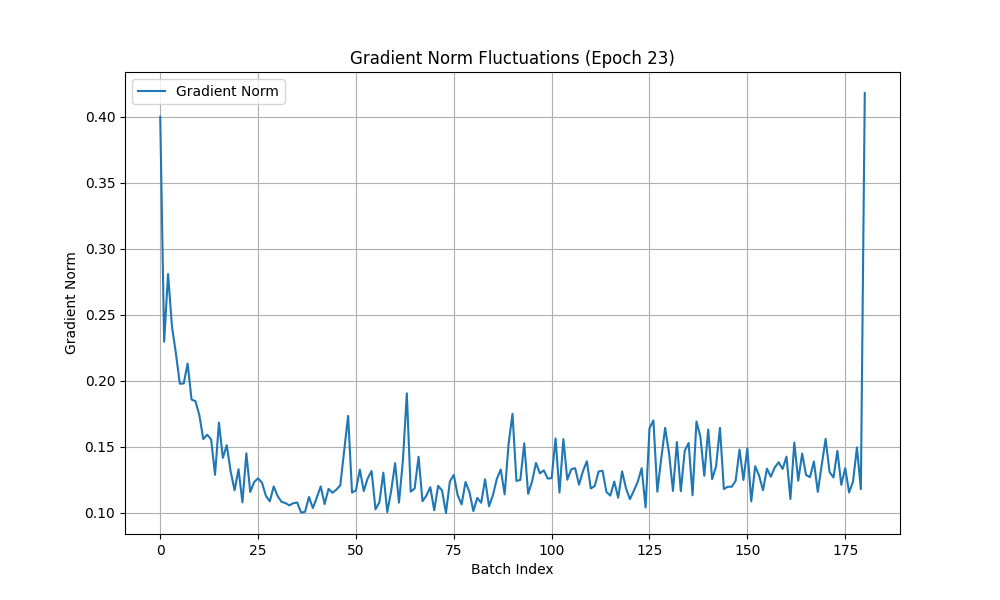 Gradient Norm Fluctuations (Epoch 23)
Gradient Norm
0.40
0.35
0.30
0.25
0.20
0.15
0.10
Gradient Norm
0 25 50 75 100 125 150 175
Batch Index